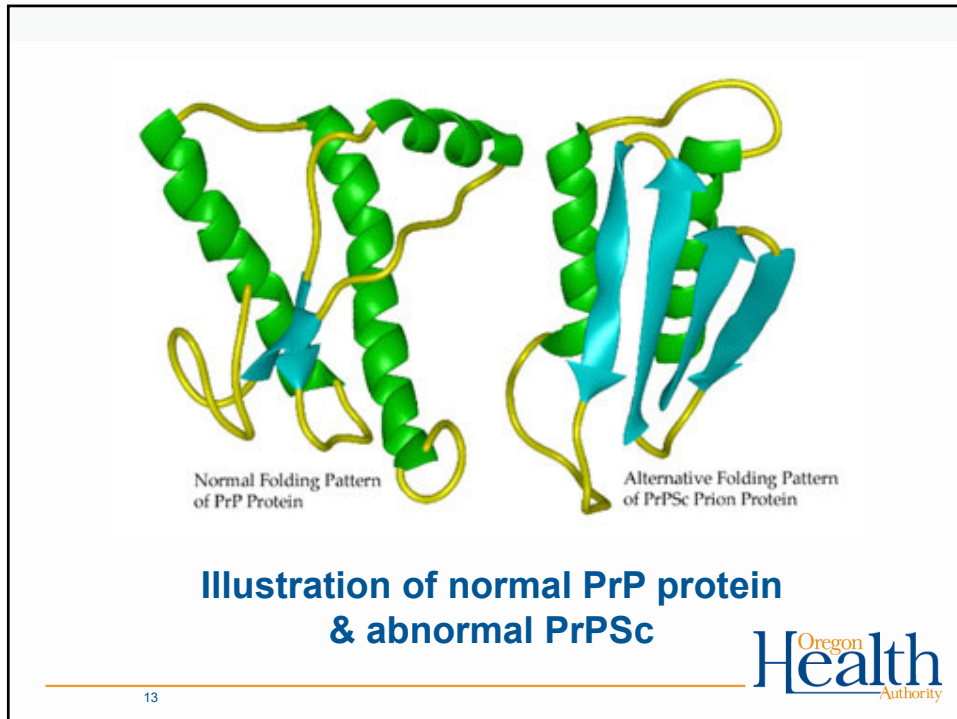 Normal Folding Pattern
of PrP Protein
Alternative Folding Pattern
of PrPSc Prion Protein
Illustration of normal PrP protein
& abnormal PrPSc
13
Oregon
Health
Authority